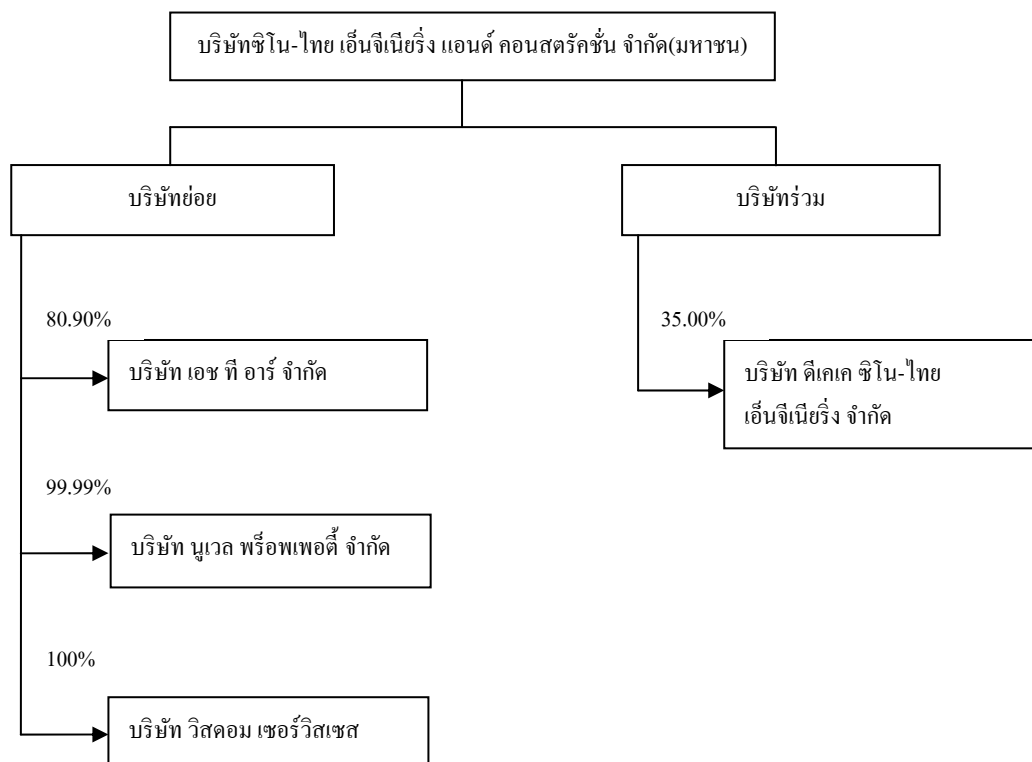 บริษัทซิโน-ไทย เอ็นจีเนียริ่ง แอนด์ คอนสตรัคชั่น จำกัด(มหาชน)
บริษัทย่อย
บริษัทร่วม
80.90%
35.00%
บริษัท เอช ที อาร์ จำกัด
บริษัท ดีเคเค ซิโน-ไทย
เอ็นจีเนียริ่ง จำกัด
99.99%
บริษัท นูเวล พร็อพเพอตี้ จำกัด
100%
บริษัท วิสดอม เซอร์วิสเซส